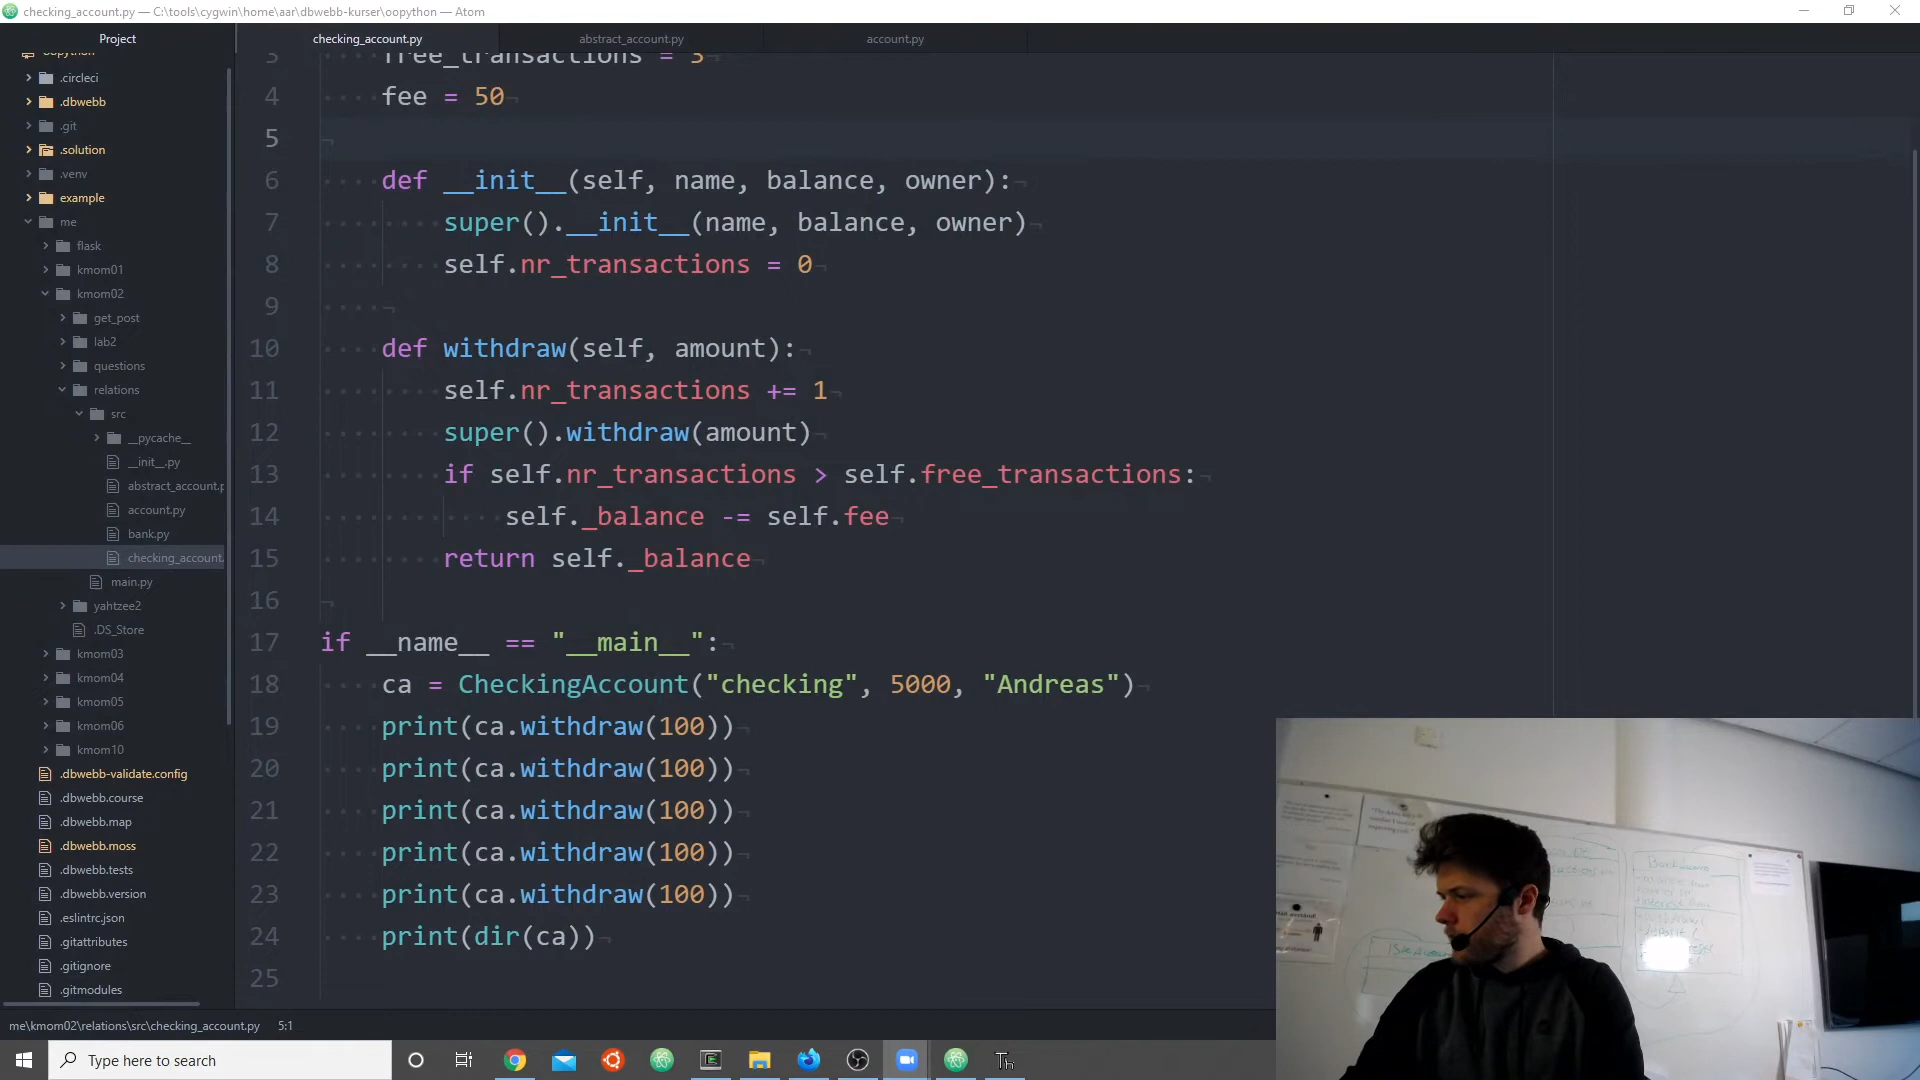 checking_account.py — C:\tools\cygwin\home\aar\dbwebb-kurser\oopython — Atom
Project
checking_account.py
abstract_account.py
account.py
.circleci
.dbwebb
.git
.solution
.venv
example
me
flask
kmom01
kmom02
get_post
lab2
questions
relations
src
__pycache__
__init__.py
abstract_account.p
account.py
bank.py
checking_account.
main.py
yahtzee2
.DS_Store
kmom03
kmom04
kmom05
kmom06
kmom10
.dbwebb-validate.config
.dbwebb.course
.dbwebb.map
.dbwebb.moss
.dbwebb.tests
.dbwebb.version
.eslintrc.json
.gitattributes
.gitignore
.gitmodules
3 free_transactions = 3
4 fee = 50
5
6 def __init__(self, name, balance, owner):
7 super().__init__(name, balance, owner)
8 self.nr_transactions = 0
9
10 def withdraw(self, amount):
11 self.nr_transactions += 1
12 super().withdraw(amount)
13 if self.nr_transactions > self.free_transactions:
14 self._balance -= self.fee
15 return self._balance
16
17 if __name__ == "__main__":
18 ca = CheckingAccount("checking", 5000, "Andreas")
19 print(ca.withdraw(100))
20 print(ca.withdraw(100))
21 print(ca.withdraw(100))
22 print(ca.withdraw(100))
23 print(ca.withdraw(100))
24 print(dir(ca))
25
me\kmom02\relations\src\checking_account.py 5:1
Type here to search